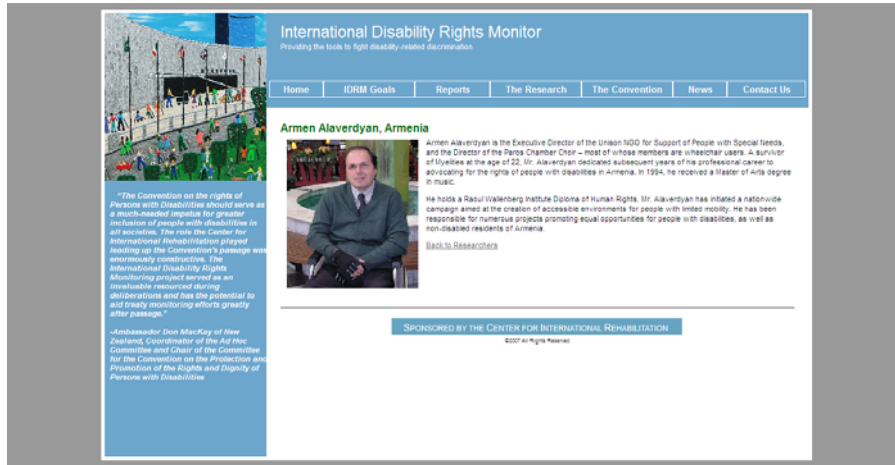 International Disability Rights Monitor
Providing the tools to fight disability-related discrimination
Home IDRM Goals Reports The Research The Convention News Contact Us
"The Convention on the rights of
Persons with Disabilities should serve as
a much-needed impetus for greater
inclusion of people with disabilities in
all societies. The role the Center for
International Rehabilitation played
leading up the Convention's passage was
enormously constructive. The
International Disability Rights
Monitoring project served as an
invaluable resourced during
deliberations and has the potential to
aid treaty monitoring efforts greatly
after passage."
-Ambassador Don MacKay of New
Zealand, Coordinator of the Ad Hoc
Committee and Chair of the Committee
for the Convention on the Protection and
Promotion of the Rights and Dignity of
Persons with Disabilities
Armen Alaverdyan, Armenia
Armen Alaverdyan is the Executive Director of the Unison NGO for Support of People with Special Needs,
and the Director of the Paros Chamber Choir – most of whose members are wheelchair users. A survivor
of Myelities at the age of 22, Mr. Alaverdyan dedicated subsequent years of his professional career to
advocating for the rights of people with disabilities in Armenia. In 1994, he received a Master of Arts degree
in music.
He holds a Raoul Wallenberg Institute Diploma of Human Rights. Mr. Alaverdyan has initiated a nationwide
campaign aimed at the creation of accessible environments for people with limited mobility. He has been
responsible for numerous projects promoting equal opportunities for people with disabilities, as well as
non-disabled residents of Armenia.
Back to Researchers
SPONSORED BY THE CENTER FOR INTERNATIONAL REHABILITATION
©2007 All Rights Reserved.